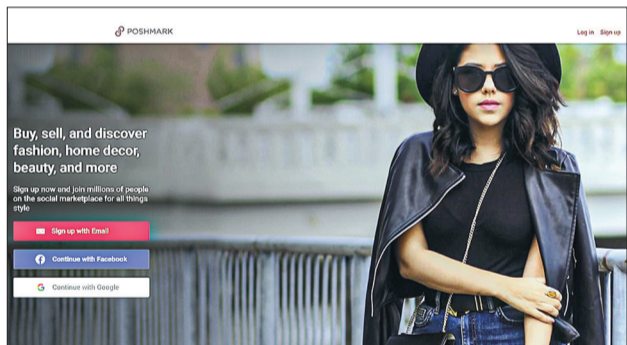 POSHMARK
Log in Sign up
Buy, sell, and discover
fashion, home decor,
beauty, and more
Sign up now and join millions of people
on the social marketplace for all things
style
Sign up with Email
Continue with Facebook
Continue with Google